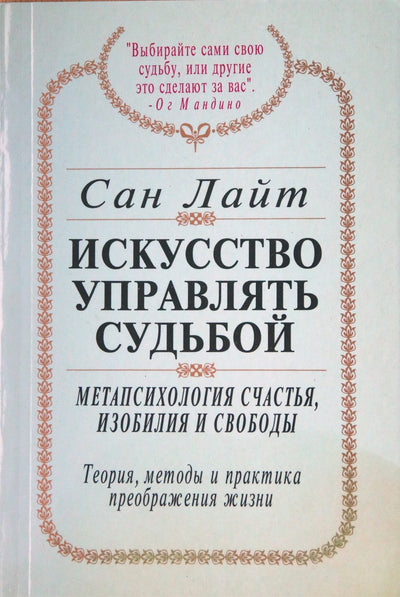 "Выбирайте сами свою
судьбу, или другие
это сделают за вас".
-Ог Мандино
Сан Лайт
ИСКУССТВО
УПРАВЛЯТЬ
СУДЬБОЙ
МЕТАПСИХОЛОГИЯ СЧАСТЬЯ,
ИЗОБИЛИЯ И СВОБОДЫ
Теория, методы и практика
преображения жизни